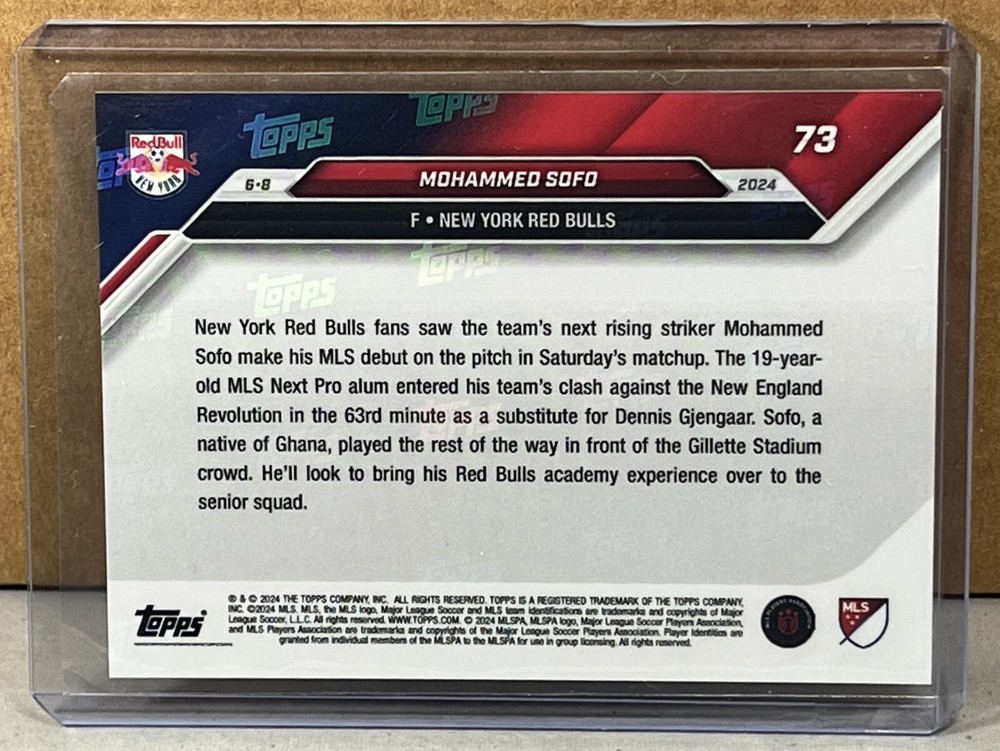 Topps
Topps
73
Red Bull
NEW YORK
6•8
MOHAMMED SOFO
2024
F • NEW YORK RED BULLS
Topps
Topps
New York Red Bulls fans saw the team's next rising striker Mohammed
Sofo make his MLS debut on the pitch in Saturday's matchup. The 19-year-
old MLS Next Pro alum entered his team's clash against the New England
Revolution in the 63rd minute as a substitute for Dennis Gjengaar. Sofo, a
native of Ghana, played the rest of the way in front of the Gillette Stadium
crowd. He'll look to bring his Red Bulls academy experience over to the
senior squad.
Topps
® & © 2024 THE TOPPS COMPANY, INC. ALL RIGHTS RESERVED. TOPPS IS A REGISTERED TRADEMARK OF THE TOPPS COMPANY,
INC. ©2024 MLS. MLS, the MLS logo, Major League Soccer and MLS team identifications are trademarks and copyrights of Major
League Soccer, L.L.C. All rights reserved. WWW.TOPPS.COM. © 2024 MLSPA, MLSPA logo, Major League Soccer Players Association,
and MLS Players Association are trademarks and copyrights of the Major League Soccer Players Association. Player Identities are
granted from individual members of the MLSPA to the MLSPA for use in group licensing. All rights reserved.
MLS